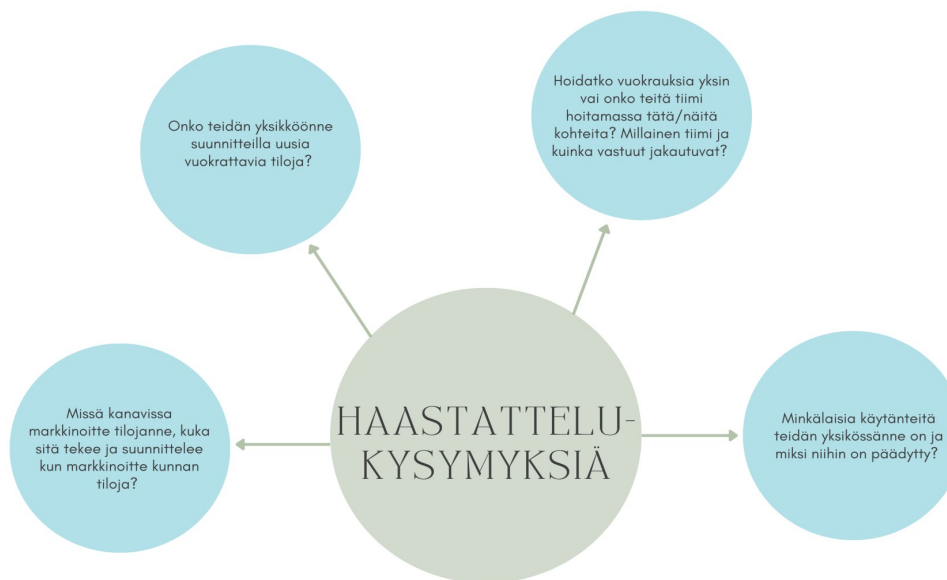 Hoidatko vuokrauksia yksin
vai onko teitä tiimi
hoitamassa tätä/näitä
kohteita? Millainen tiimi ja
kuinka vastuut jakautuvat?
Onko teidän yksikköönne
suunnitteilla uusia
vuokrattavia tiloja?
Missä kanavissa
markkinoitte tilojanne, kuka
sitä tekee ja suunnittelee
kun markkinoitte kunnan
tiloja?
HAASTATTELU-
KYSYMYKSIÄ
Minkälaisia käytänteitä
teidän yksikössänne on ja
miksi niihin on päädytty?